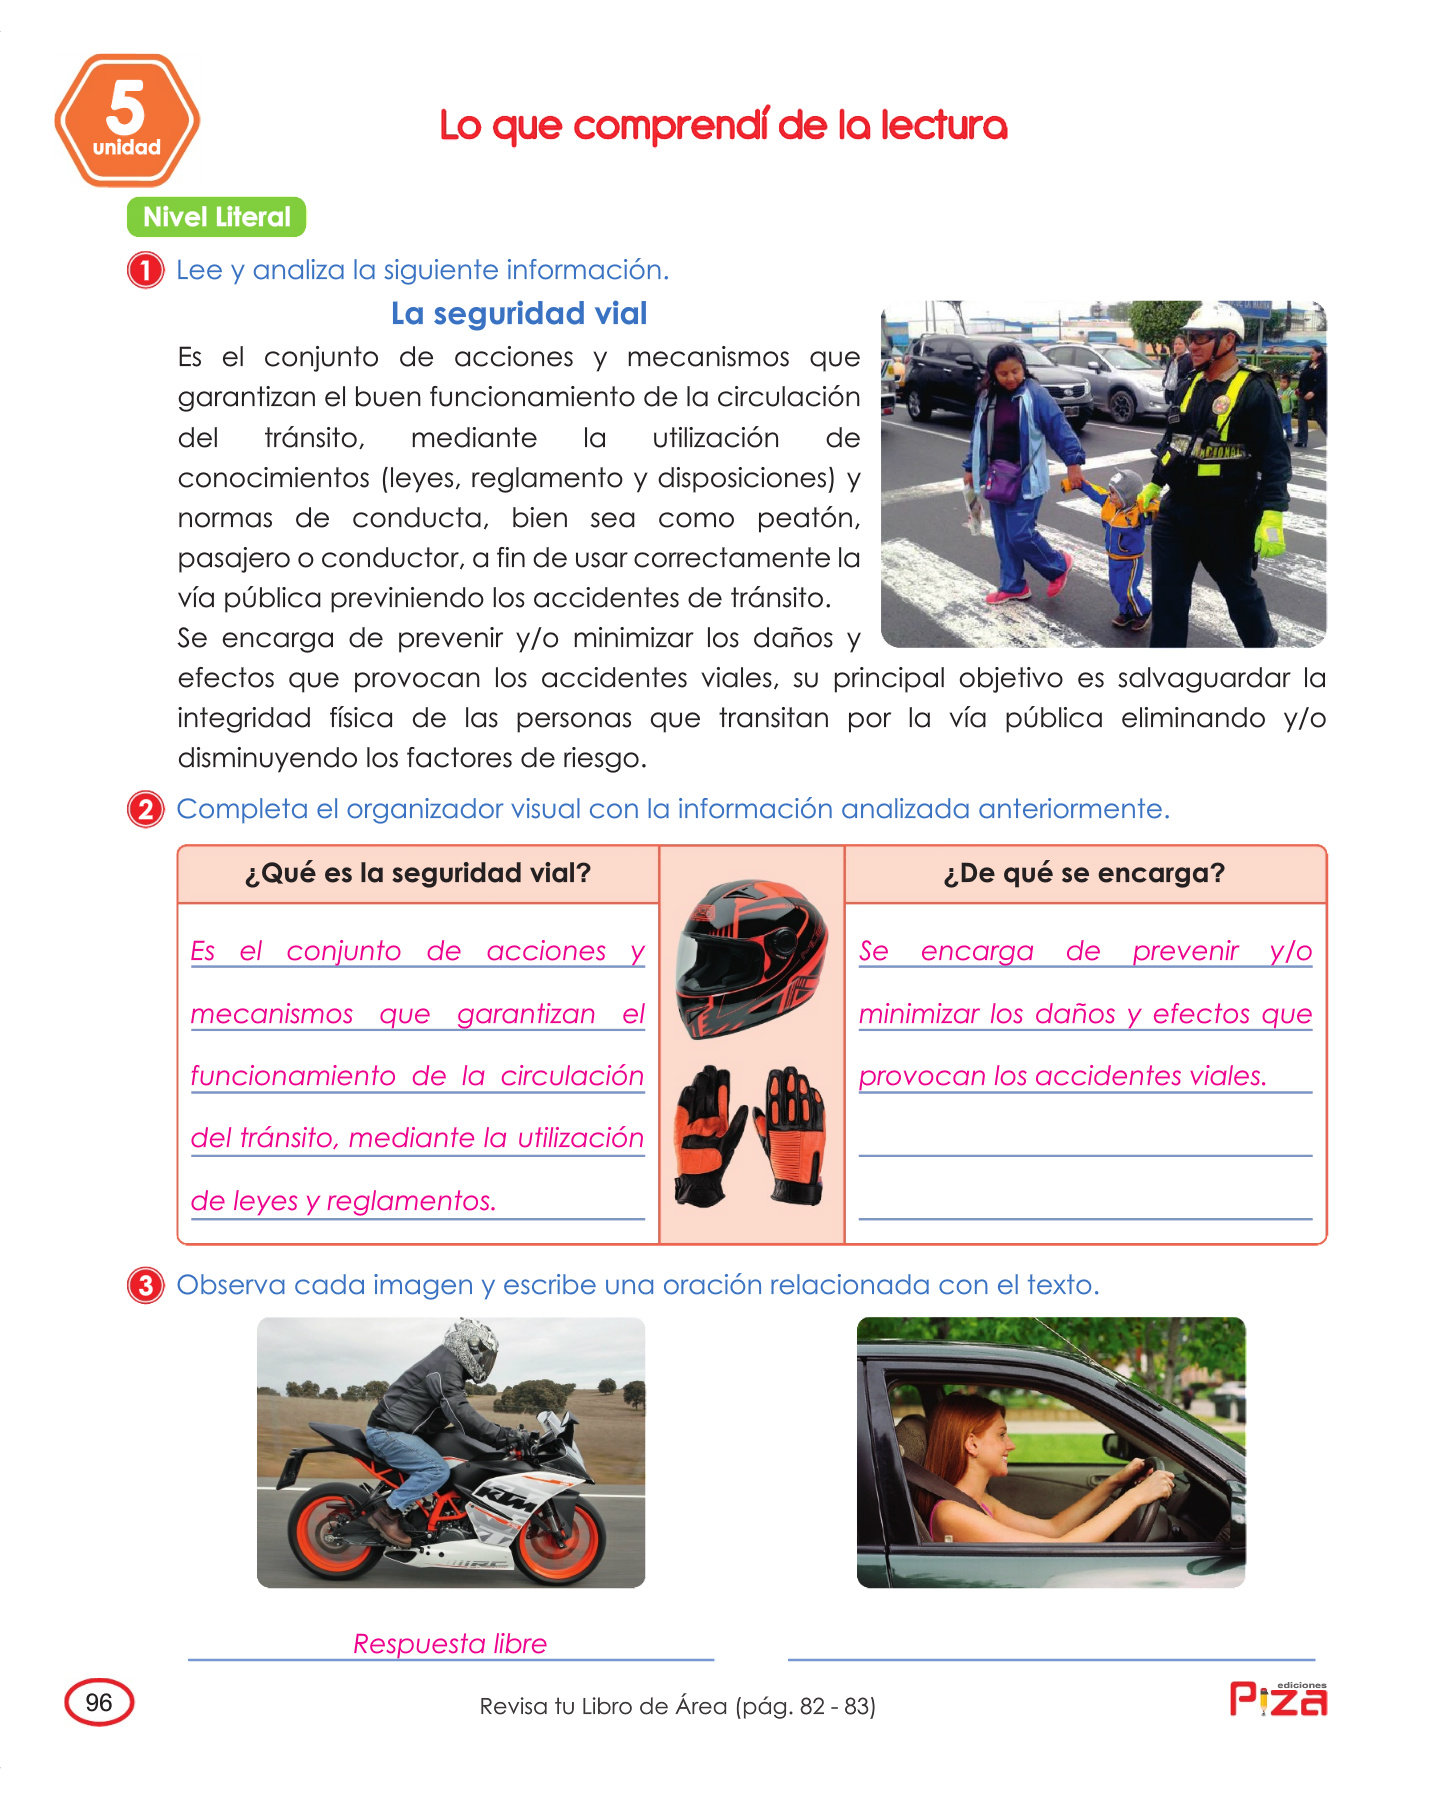 5
unidad
Lo que comprendí de la lectura
Nivel Literal
1 Lee y analiza la siguiente información.
La seguridad vial
Es el conjunto de acciones y mecanismos que
garantizan el buen funcionamiento de la circulación
del tránsito, mediante la utilización de
conocimientos (leyes, reglamento y disposiciones) y
normas de conducta, bien sea como peatón,
pasajero o conductor, a fin de usar correctamente la
vía pública previniendo los accidentes de tránsito.
Se encarga de prevenir y/o minimizar los daños y
efectos que provocan los accidentes viales, su principal objetivo es salvaguardar la
integridad física de las personas que transitan por la vía pública eliminando y/o
disminuyendo los factores de riesgo.
2 Completa el organizador visual con la información analizada anteriormente.
¿Qué es la seguridad vial?
Es el conjunto de acciones y
mecanismos que garantizan el
funcionamiento de la circulación
del tránsito, mediante la utilización
de leyes y reglamentos.
¿De qué se encarga?
Se encarga de prevenir y/o
minimizar los daños y efectos que
provocan los accidentes viales.
3 Observa cada imagen y escribe una oración relacionada con el texto.
KTM
RC
Respuesta libre
96
Revisa tu Libro de Área (pág. 82 - 83)
ediciones
Piza